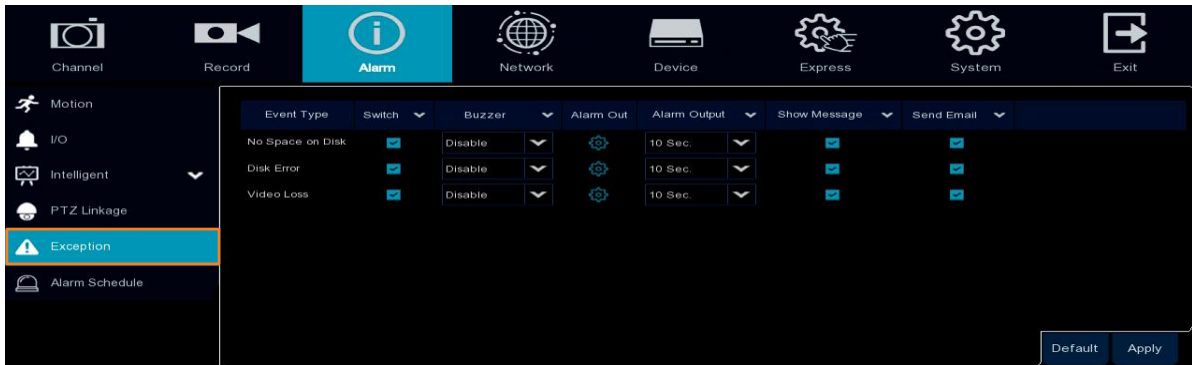 Channel Record Alarm Network Device Express System Exit
Motion
I/O
Intelligent
PTZ Linkage
Exception
Alarm Schedule
Event Type Switch Buzzer Alarm Out Alarm Output Show Message Send Email
No Space on Disk Disable 10 Sec.
Disk Error Disable 10 Sec.
Video Loss Disable 10 Sec.
Default Apply